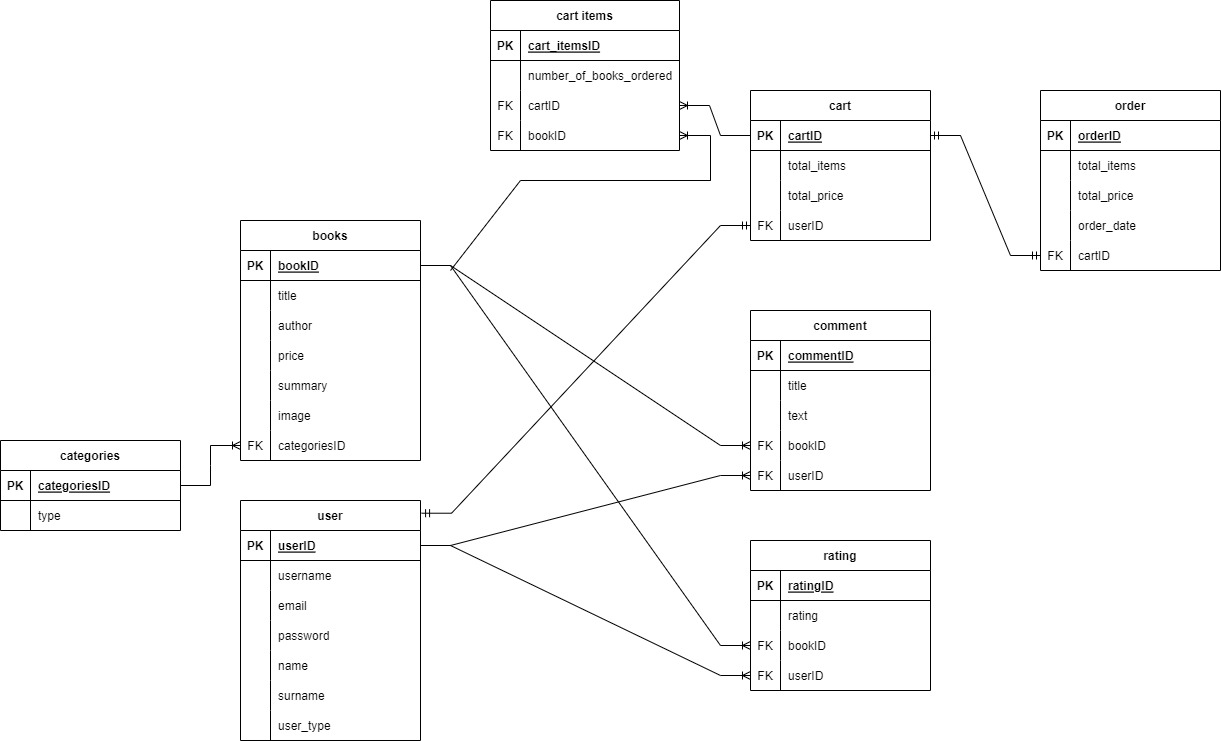 cart items
PK cart_itemsID
number_of_books_ordered
FK cartID
FK bookID
cart
PK cartID
total_items
total_price
FK userID
order
PK orderID
total_items
total_price
order_date
FK cartID
books
PK bookID
title
author
price
summary
image
FK categoriesID
comment
PK commentID
title
text
FK bookID
FK userID
categories
PK categoriesID
type
user
PK userID
username
email
password
name
surname
user_type
rating
PK ratingID
rating
FK bookID
FK userID